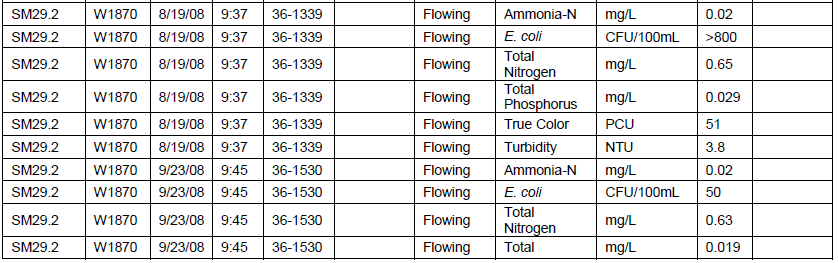 SM29.2 W1870 8/19/08 9:37 36-1339 Flowing Ammonia-N mg/L 0.02
SM29.2 W1870 8/19/08 9:37 36-1339 Flowing E. coli CFU/100mL >800
SM29.2 W1870 8/19/08 9:37 36-1339 Flowing Total Nitrogen mg/L 0.65
SM29.2 W1870 8/19/08 9:37 36-1339 Flowing Total Phosphorus mg/L 0.029
SM29.2 W1870 8/19/08 9:37 36-1339 Flowing True Color PCU 51
SM29.2 W1870 8/19/08 9:37 36-1339 Flowing Turbidity NTU 3.8
SM29.2 W1870 9/23/08 9:45 36-1530 Flowing Ammonia-N mg/L 0.02
SM29.2 W1870 9/23/08 9:45 36-1530 Flowing E. coli CFU/100mL 50
SM29.2 W1870 9/23/08 9:45 36-1530 Flowing Total Nitrogen mg/L 0.63
SM29.2 W1870 9/23/08 9:45 36-1530 Flowing Total mg/L 0.019